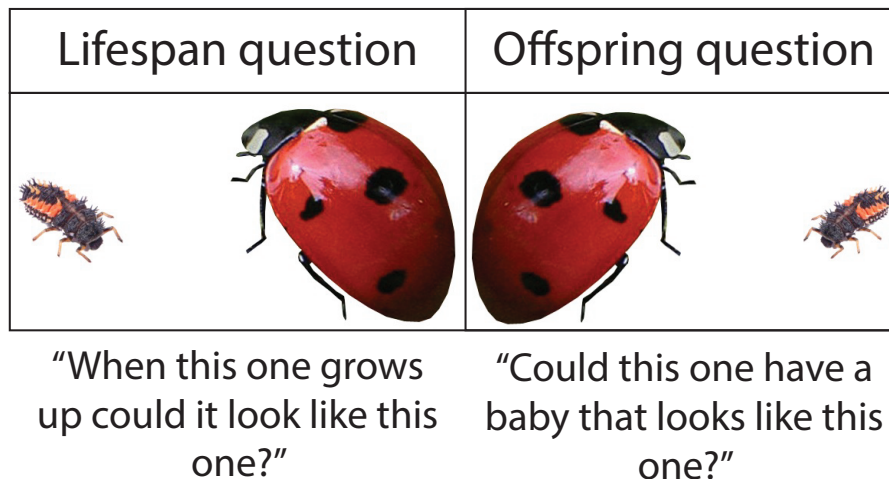 Lifespan question
Offspring question
“When this one grows
up could it look like this
one?”
“Could this one have a
baby that looks like this
one?”